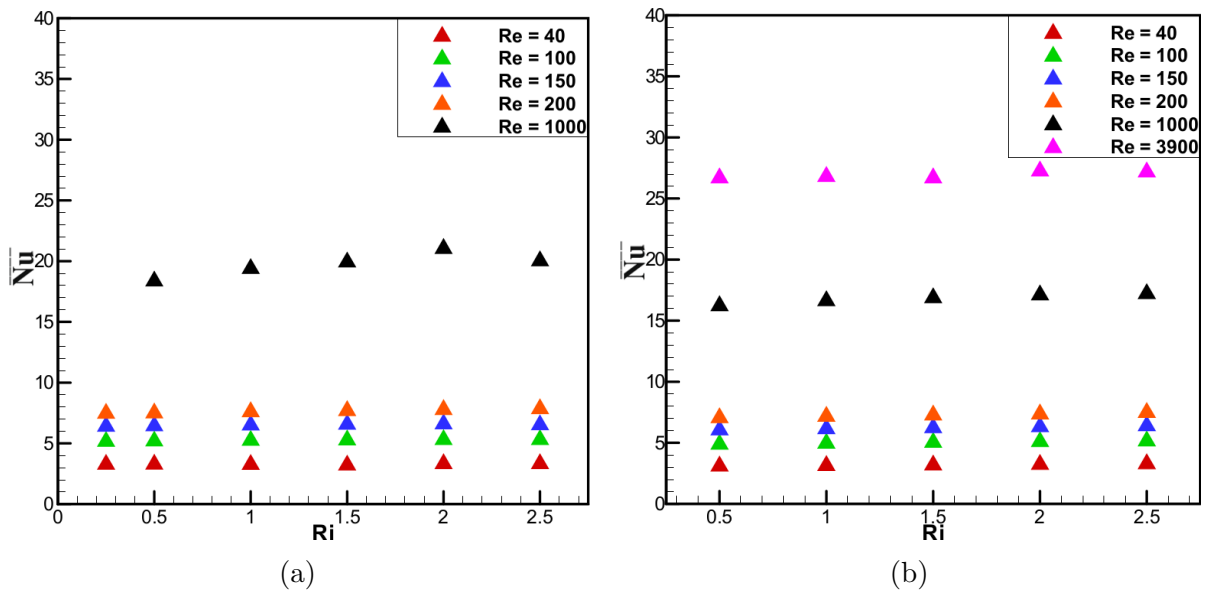 40
35
30
25
20
15
10
5
0
Nu
Re = 40
Re = 100
Re = 150
Re = 200
Re = 1000
0 0.5 1 1.5 2 2.5
Ri
(a)
40
35
30
25
20
15
10
5
0
Nu
Re = 40
Re = 100
Re = 150
Re = 200
Re = 1000
Re = 3900
0.5 1 1.5 2 2.5
Ri
(b)